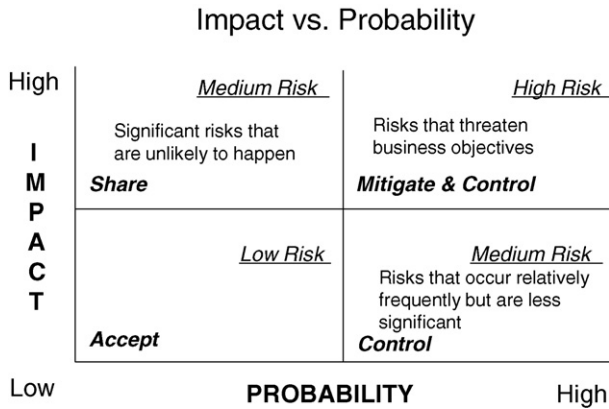 Impact vs. Probability
High
IMPACT
Medium Risk
Significant risks that
are unlikely to happen
Share
High Risk
Risks that threaten
business objectives
Mitigate & Control
Low Risk
Accept
Medium Risk
Risks that occur relatively
frequently but are less
significant
Control
Low
PROBABILITY
High